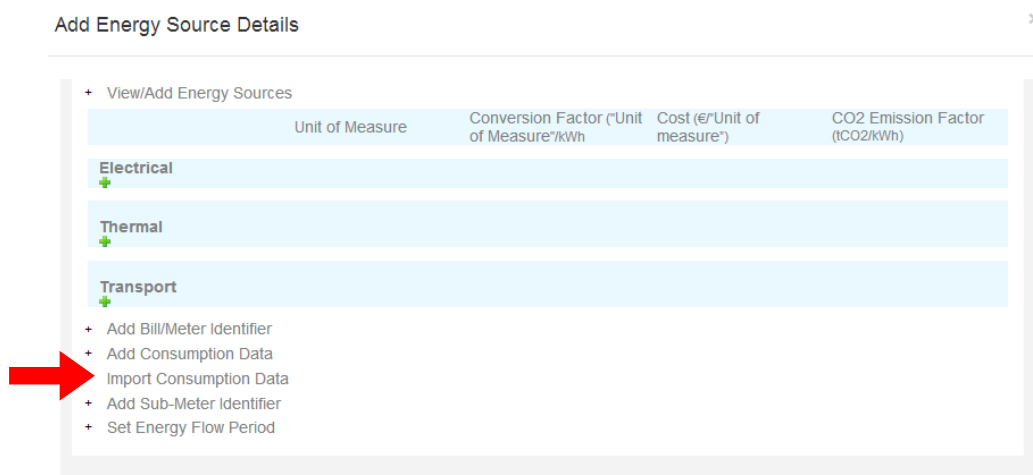 Add Energy Source Details
x
+ View/Add Energy Sources
Unit of Measure
Conversion Factor ("Unit
of Measure"/kWh
Cost (€/"Unit of
measure")
CO2 Emission Factor
(tCO2/kWh)
Electrical
Thermal
Transport
+ Add Bill/Meter Identifier
+ Add Consumption Data
Import Consumption Data
+ Add Sub-Meter Identifier
+ Set Energy Flow Period